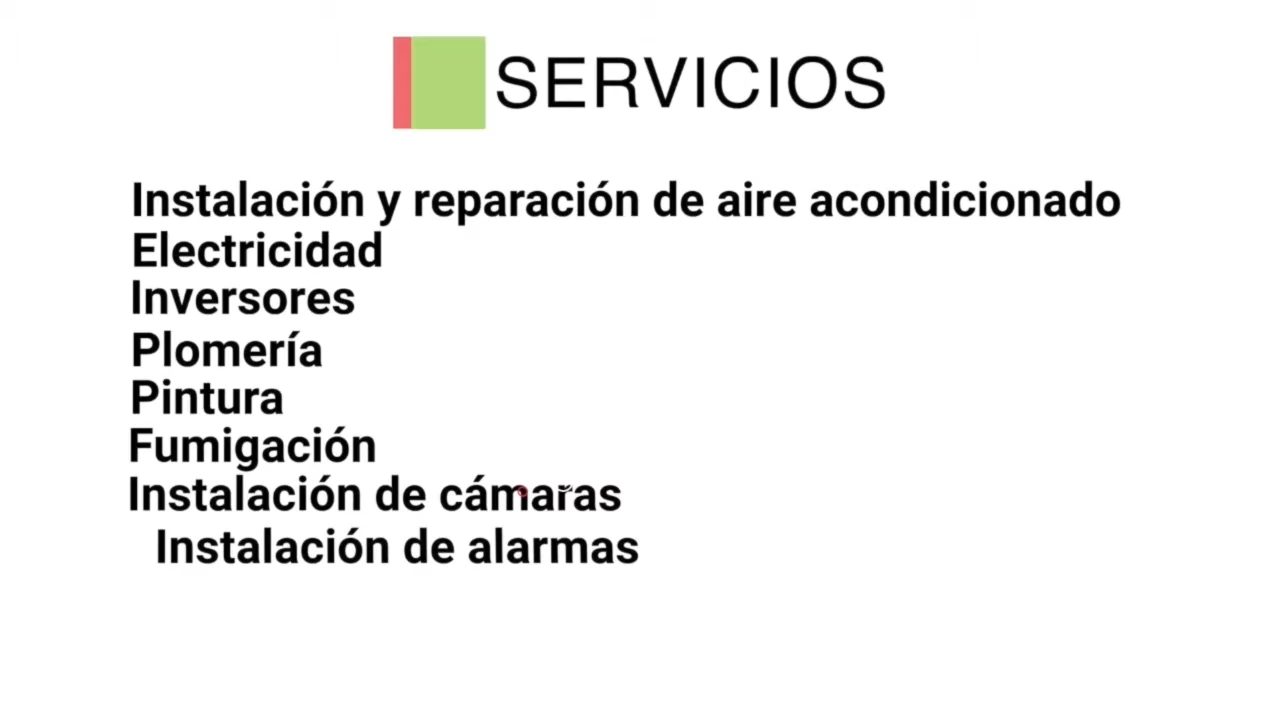 SERVICIOS
Instalación y reparación de aire acondicionado
Electricidad
Inversores
Plomería
Pintura
Fumigación
Instalación de cámaras
Instalación de alarmas